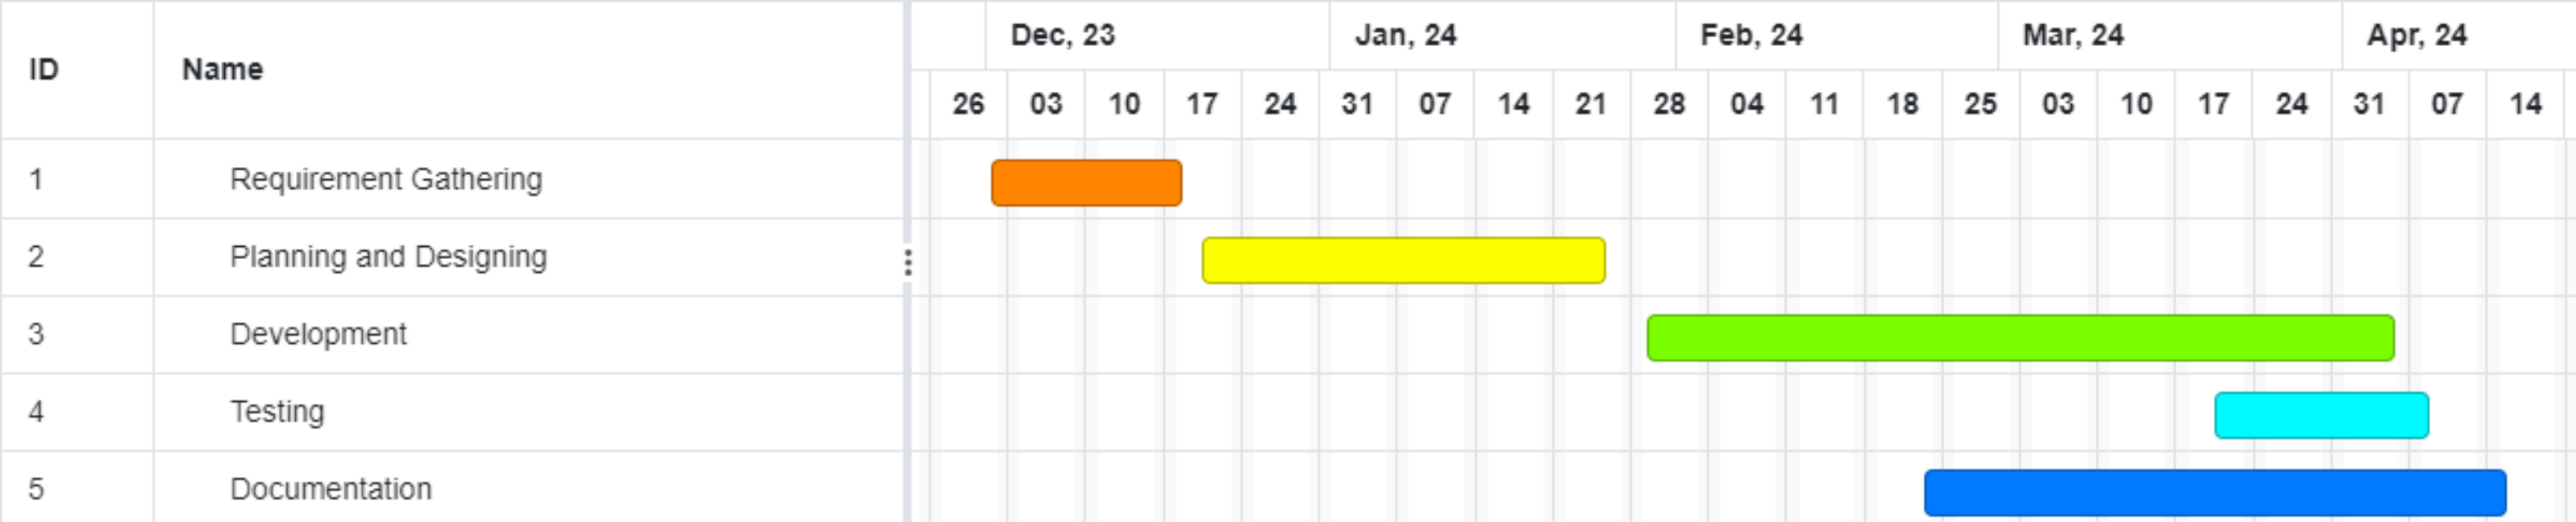 ID Name Dec, 23 Jan, 24 Feb, 24 Mar, 24 Apr, 24
26 03 10 17 24 31 07 14 21 28 04 11 18 25 03 10 17 24 31 07 14
1 Requirement Gathering
2 Planning and Designing
3 Development
4 Testing
5 Documentation